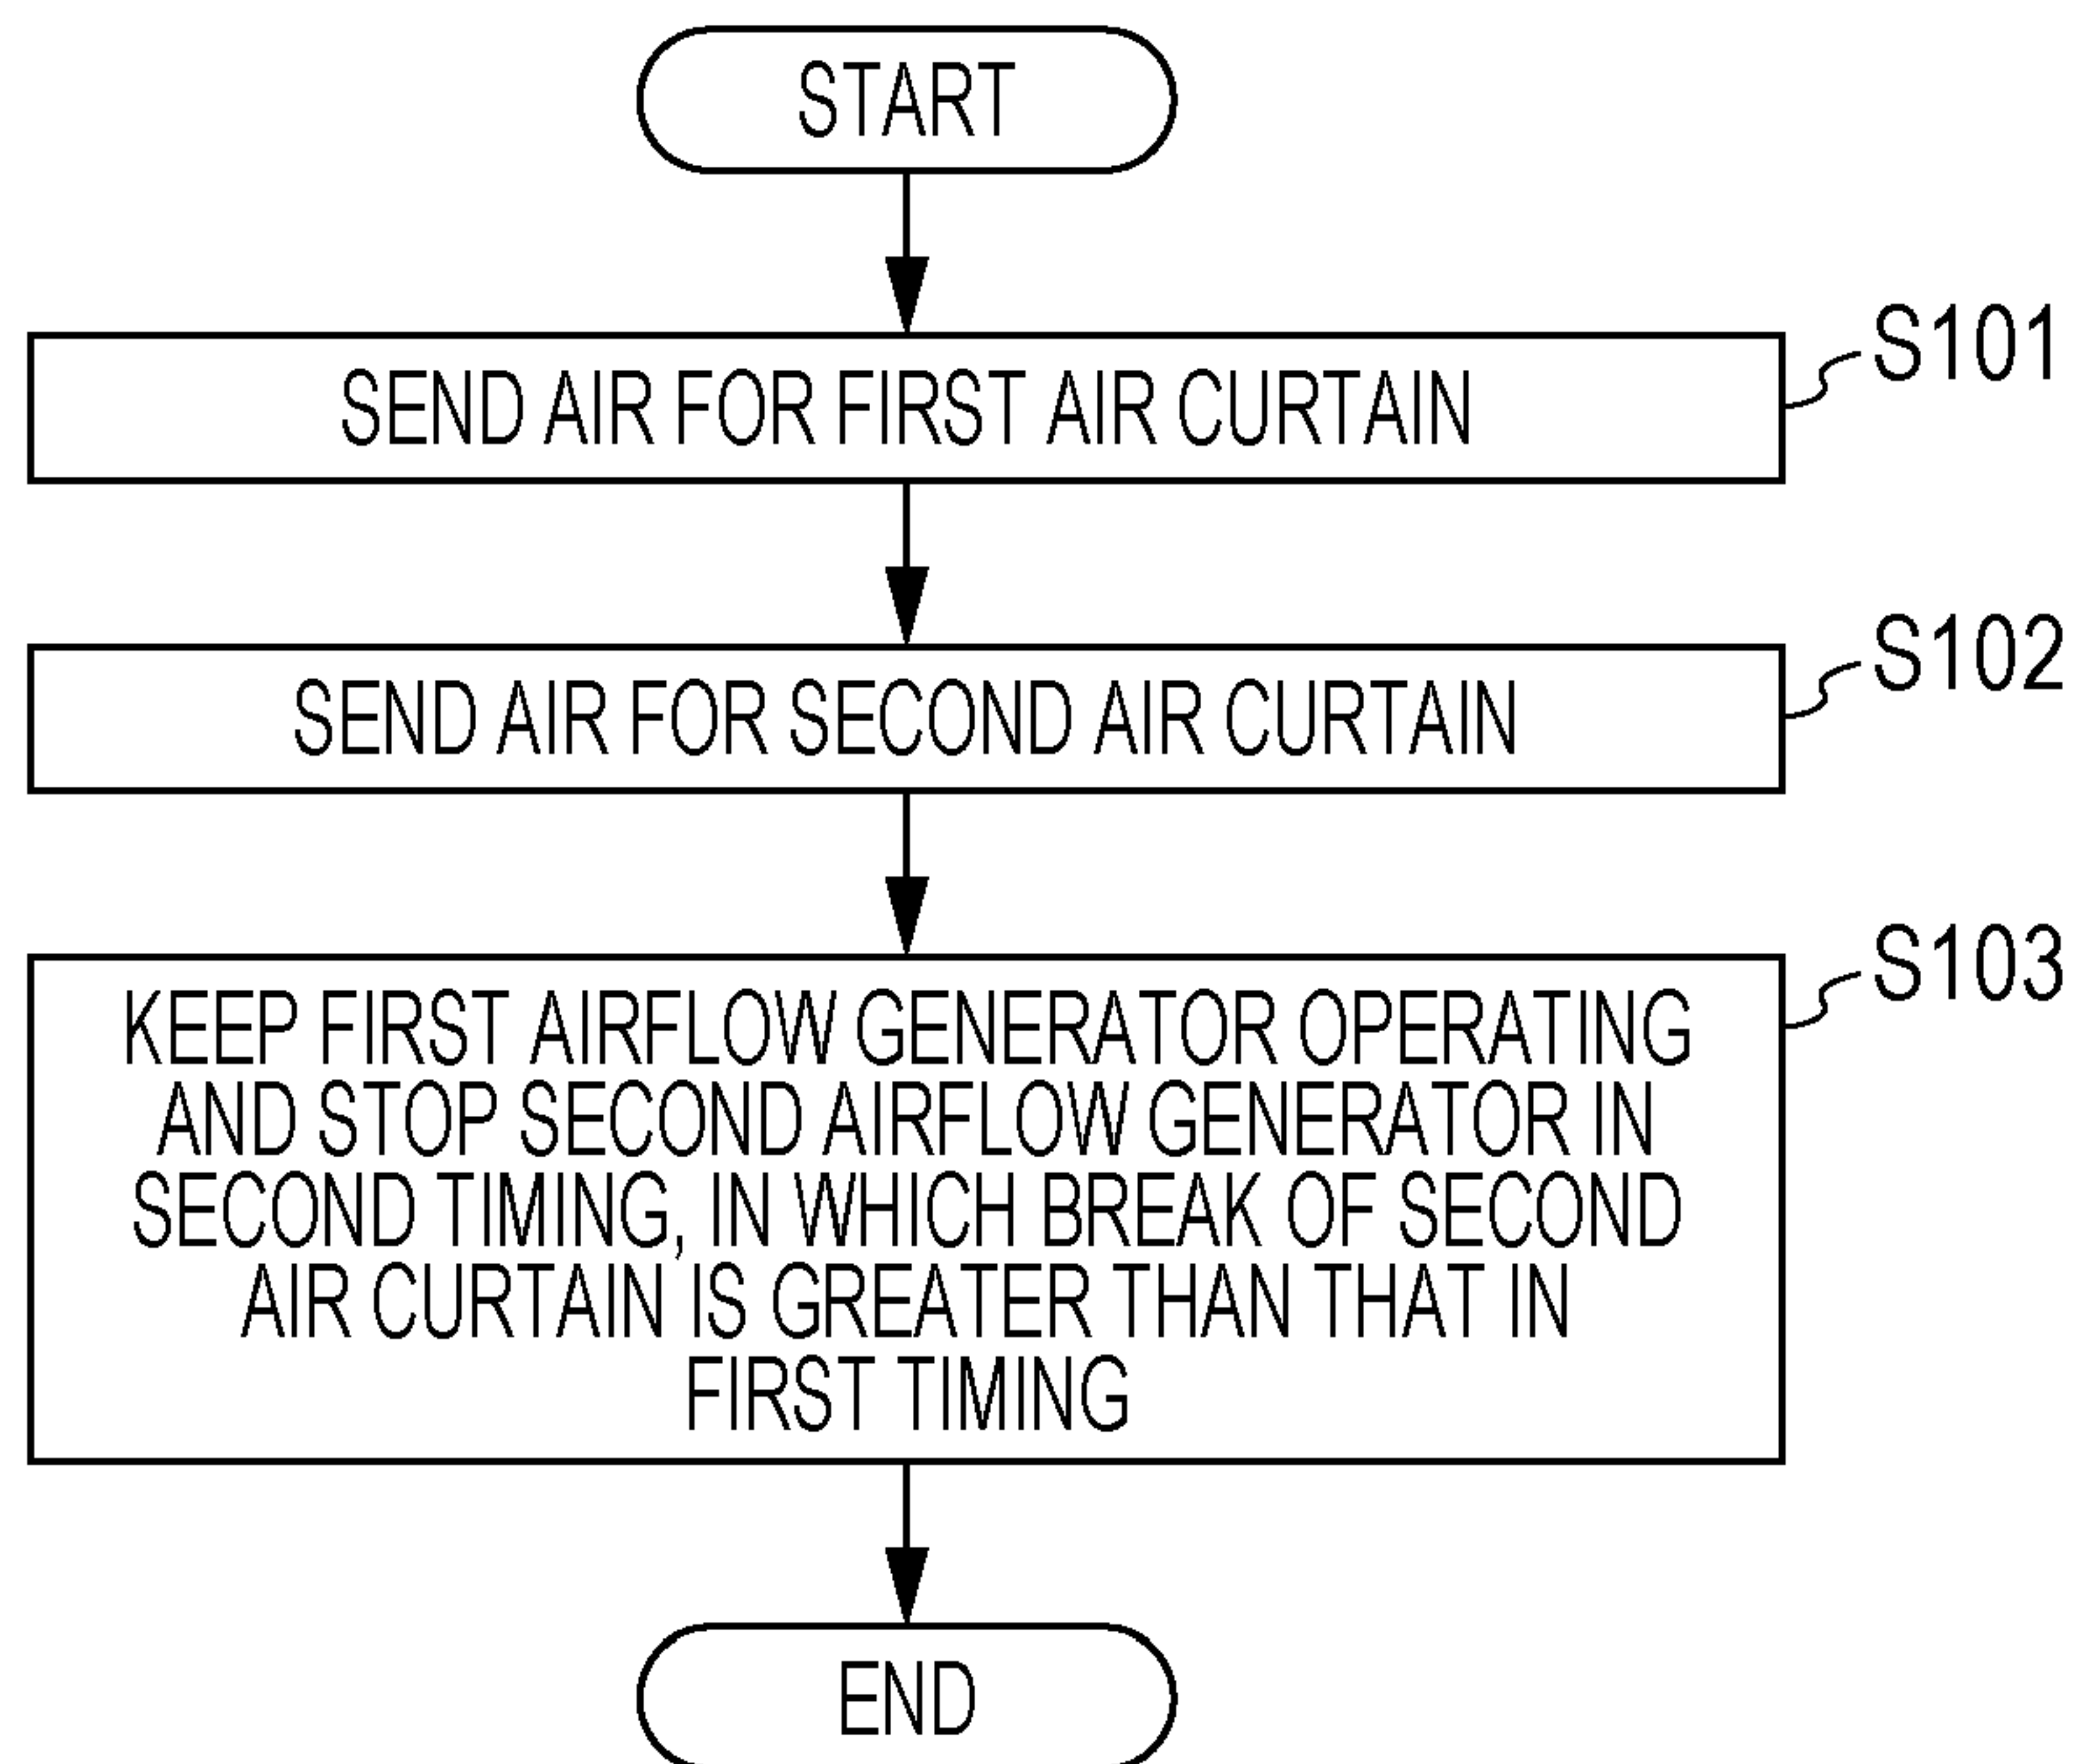 START
S101
SEND AIR FOR FIRST AIR CURTAIN
S102
SEND AIR FOR SECOND AIR CURTAIN
S103
KEEP FIRST AIRFLOW GENERATOR OPERATING
AND STOP SECOND AIRFLOW GENERATOR IN
SECOND TIMING, IN WHICH BREAK OF SECOND
AIR CURTAIN IS GREATER THAN THAT IN
FIRST TIMING
END